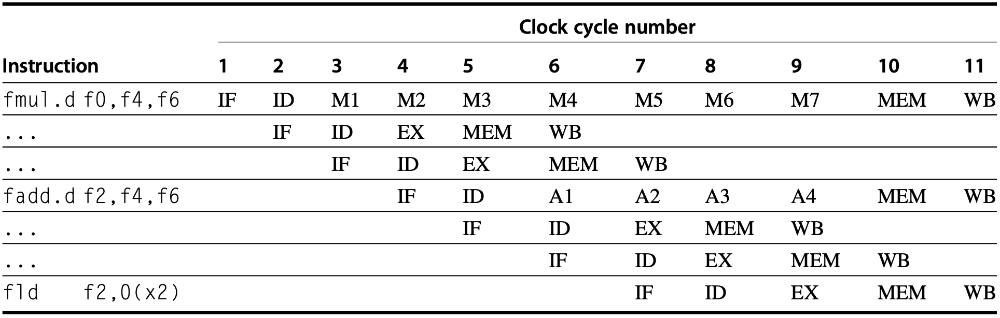 Clock cycle number
Instruction 1 2 3 4 5 6 7 8 9 10 11
fmul.d f0,f4,f6 IF ID M1 M2 M3 M4 M5 M6 M7 MEM WB
... IF ID EX MEM WB
... IF ID EX MEM WB
fadd.d f2,f4,f6 IF ID A1 A2 A3 A4 MEM WB
... IF ID EX MEM WB
... IF ID EX MEM WB
fld f2,0(x2) IF ID EX MEM WB